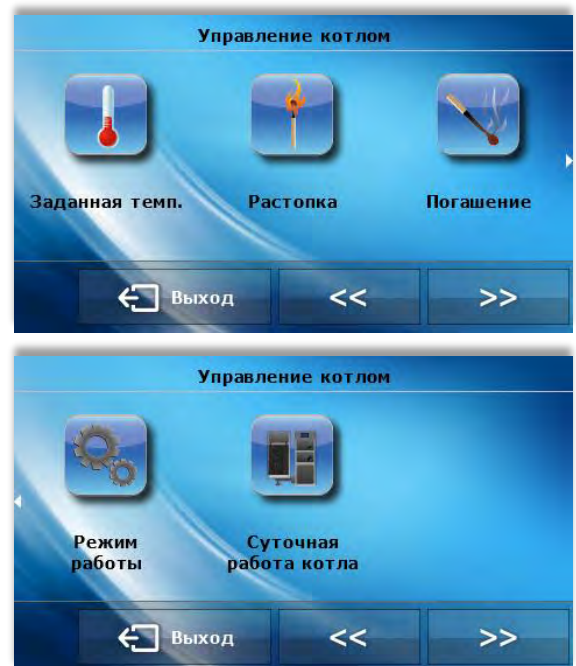 Управление котлом
Заданная темп. Растопка Погашение
Выход << >>
Управление котлом
Режим Суточная
работы работа котла
Выход << >>